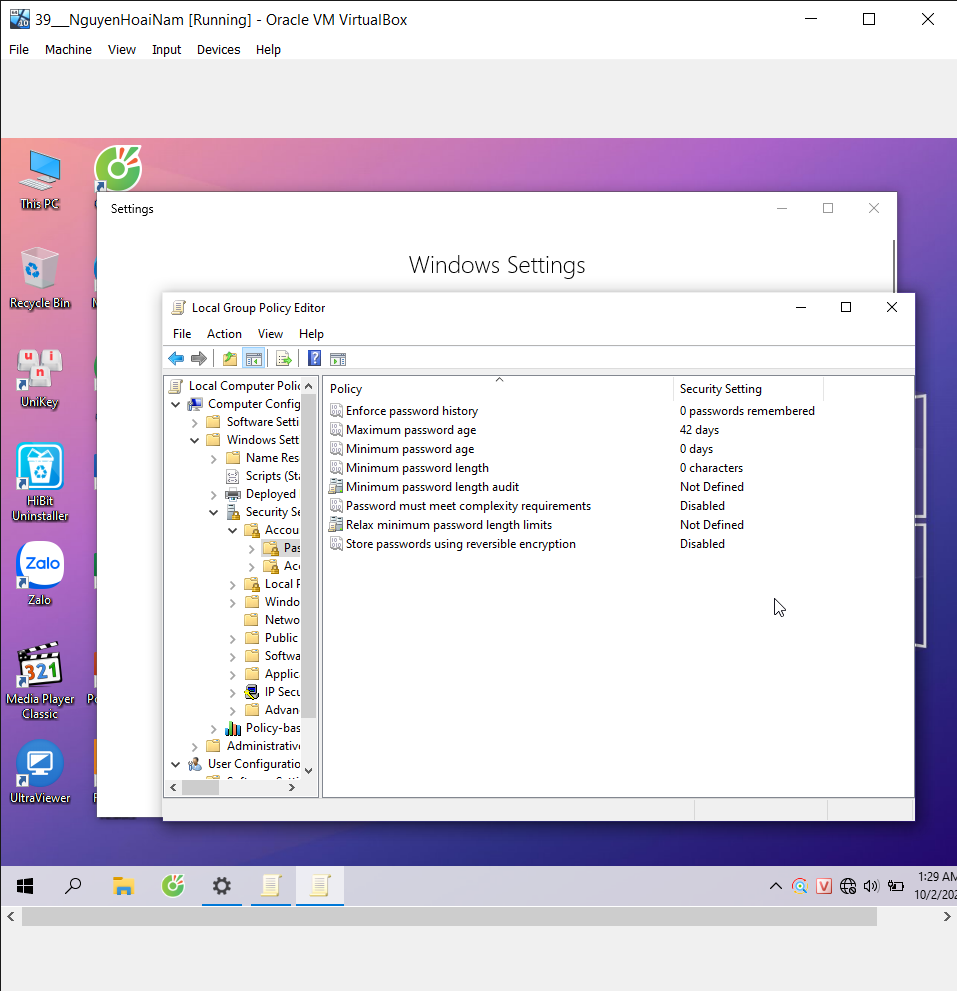 39___NguyenHoaiNam [Running] - Oracle VM VirtualBox
File Machine View Input Devices Help
This PC
Recycle Bin
UniKey
HiBit
Uninstaller
Zalo
Media Player
Classic
UltraViewer
Settings
Windows Settings
Local Group Policy Editor
File Action View Help
Local Computer Polic
Computer Config
Software Setti
Windows Sett
Name Res
Scripts (Sta
Deployed
Security Se
Accou
Pas
Acc
Local P
Windo
Netwo
Public
Softwa
Applic
IP Secu
Advan
Policy-bas
Administrative
User Configuratio
Policy Security Setting
Enforce password history 0 passwords remembered
Maximum password age 42 days
Minimum password age 0 days
Minimum password length 0 characters
Minimum password length audit Not Defined
Password must meet complexity requirements Disabled
Relax minimum password length limits Not Defined
Store passwords using reversible encryption Disabled
1:29 AM
10/2/202